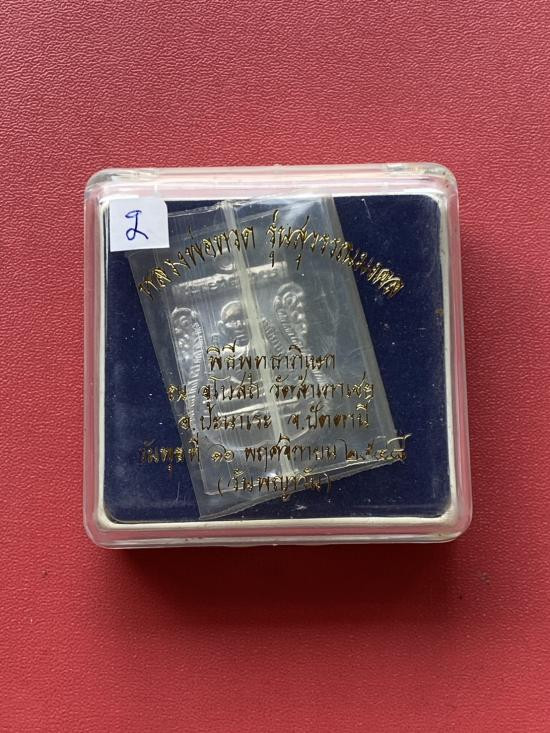 ๑
หลวงพ่อทวด รุ่นสุวรรณมงคล
พิธีพุทธาภิเษก
ณ อุโบสถ วัดสำเภาเชย
อ.ปะนาเระ จ.ปัตตานี
วันพุธที่ ๑๖ พฤศจิกายน ๒๕๔๘